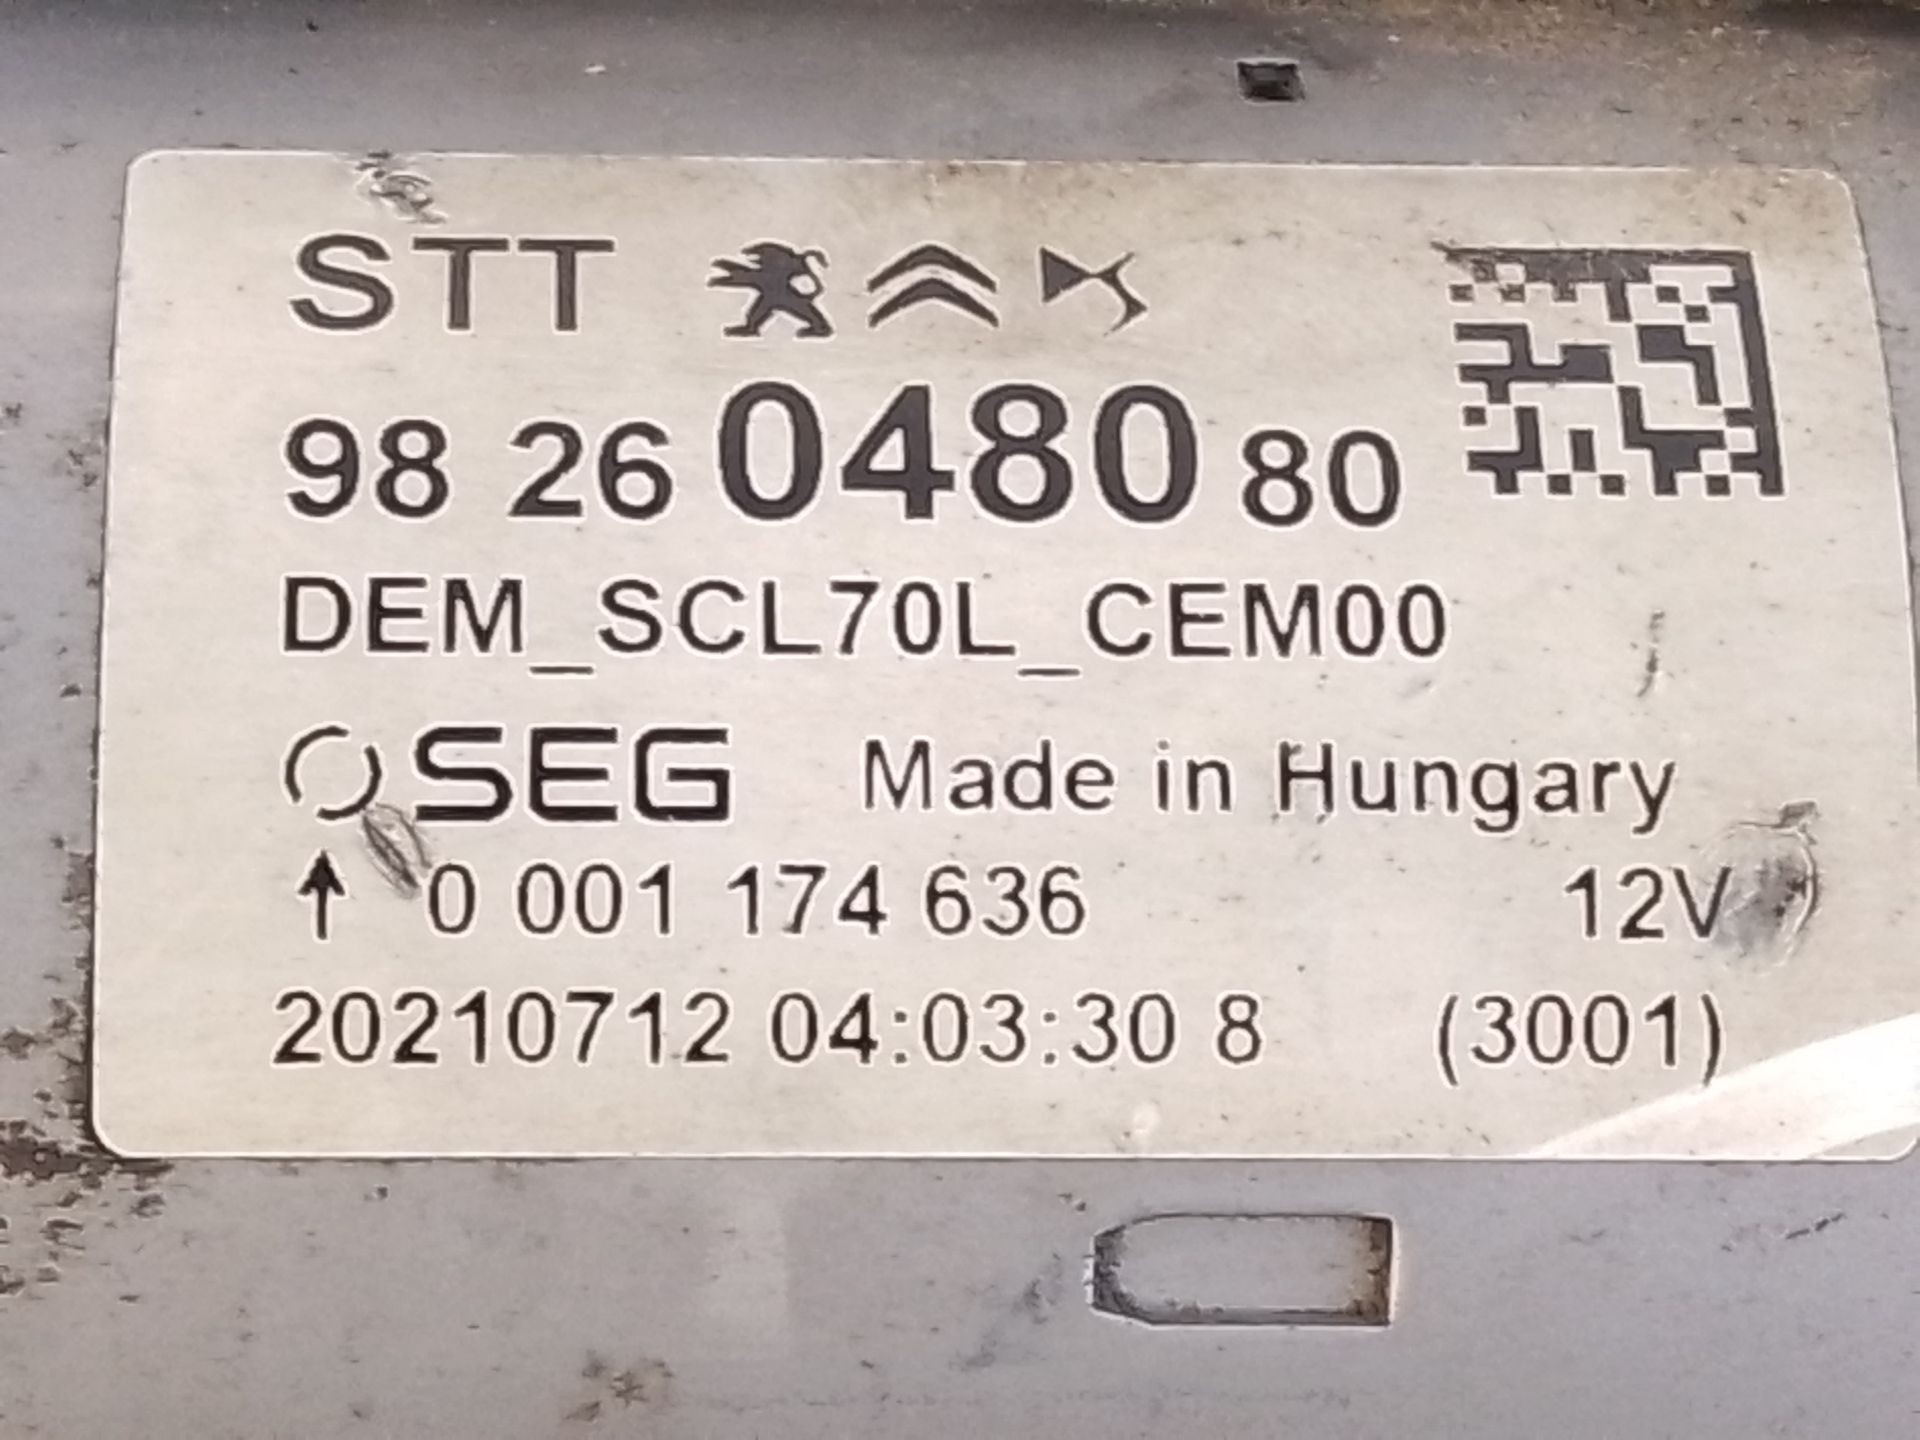 STT
98 26 0480 80
DEM_SCL70L_CEM00
SEG Made in Hungary
↑ 0 001 174 636 12V
20210712 04:03:30 8 (3001)